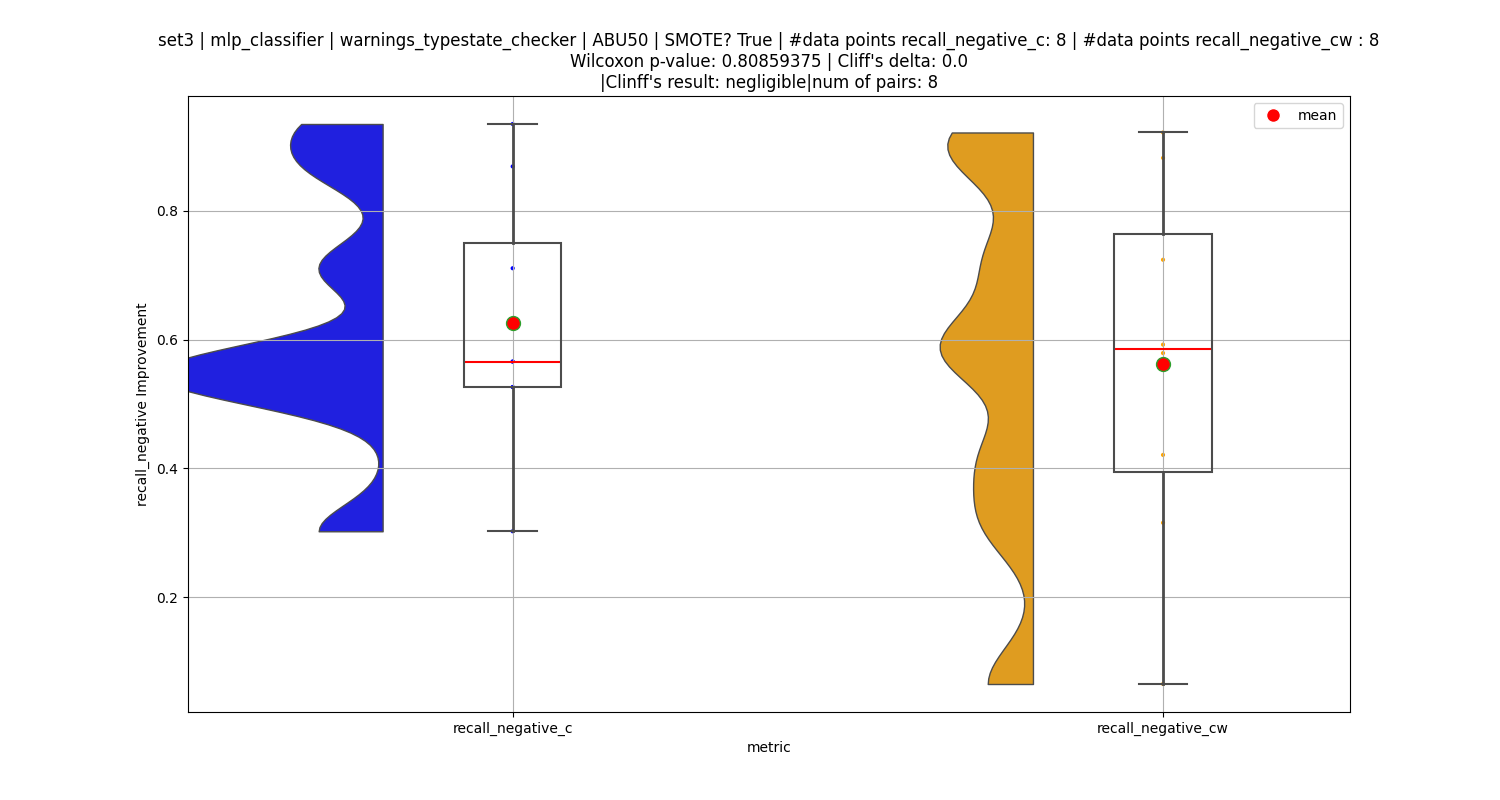 set3 | mlp_classifier | warnings_typestate_checker | ABU50 | SMOTE? True | #data points recall_negative_c: 8 | #data points recall_negative_cw : 8
Wilcoxon p-value: 0.80859375 | Cliff's delta: 0.0
|Clinff's result: negligible|num of pairs: 8
mean
recall_negative Improvement
0.8
0.6
0.4
0.2
recall_negative_c
recall_negative_cw
metric